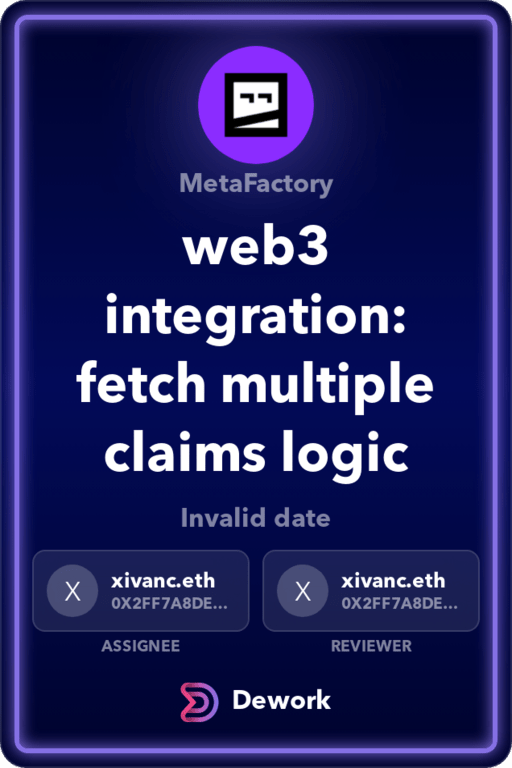 MetaFactory
web3
integration:
fetch multiple
claims logic
Invalid date
X xivanc.eth
0X2FF7A8DE...
ASSIGNEE
X xivanc.eth
0X2FF7A8DE...
REVIEWER
Dework